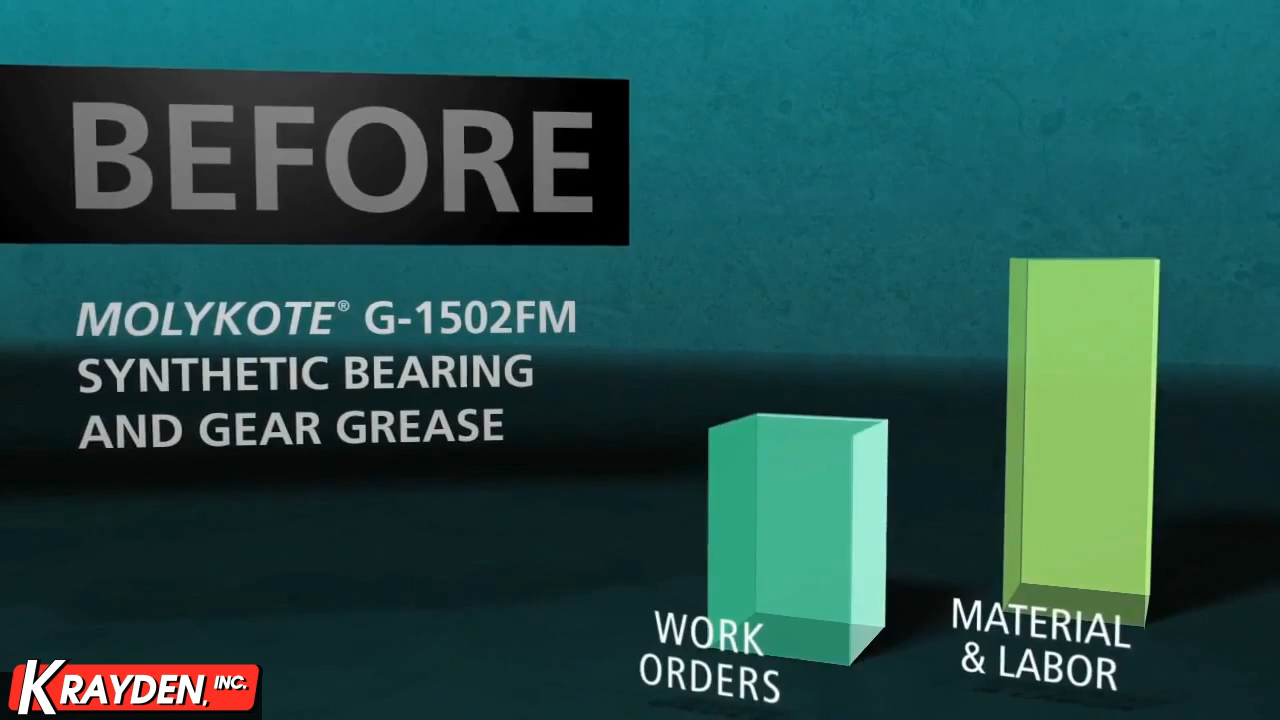 BEFORE
MOLYKOTE® G-1502FM
SYNTHETIC BEARING
AND GEAR GREASE
WORK
ORDERS
MATERIAL
& LABOR
KRAYDEN, INC.